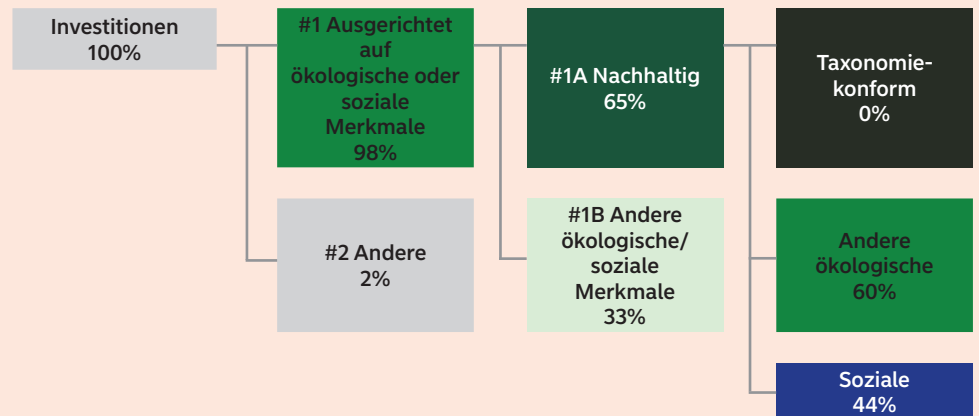 Investitionen
100%
#1 Ausgerichtet
auf
ökologische oder
soziale
Merkmale
98%
#1A Nachhaltig
65%
Taxonomie-
konform
0%
#2 Andere
2%
#1B Andere
ökologische/
soziale
Merkmale
33%
Andere
ökologische
60%
Soziale
44%